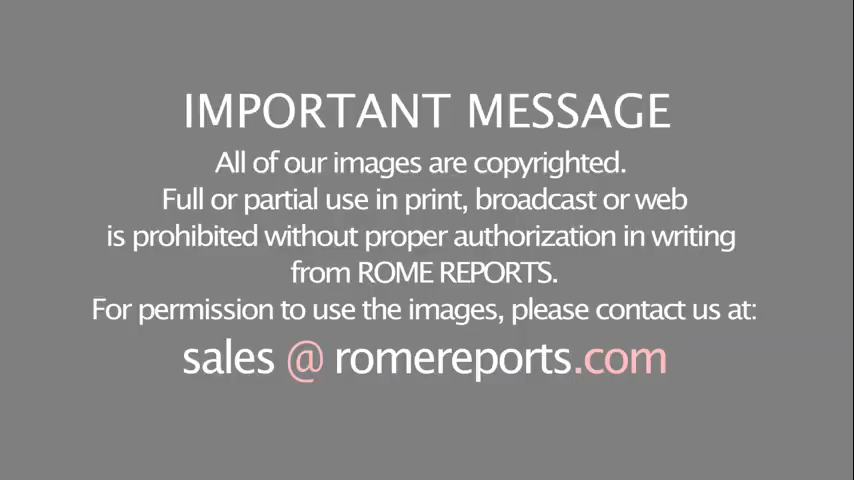 IMPORTANT MESSAGE
All of our images are copyrighted.
Full or partial use in print, broadcast or web
is prohibited without proper authorization in writing
from ROME REPORTS.
For permission to use the images, please contact us at:
sales @ romereports.com